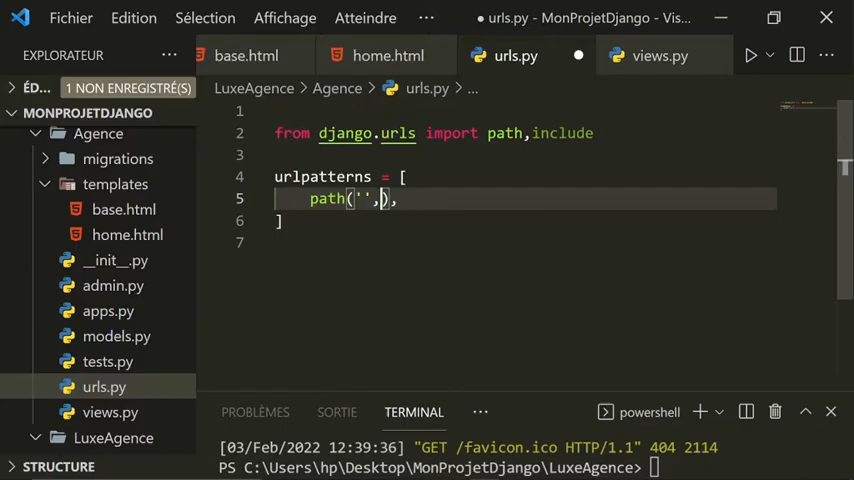 Fichier Édition Sélection Affichage Atteindre ··· ● urls.py - MonProjetDjango - Vis...
EXPLORATEUR ··· base.html home.html urls.py ● views.py ···
ÉD... 1 NON ENREGISTRÉ(S)
LuxeAgence > Agence > urls.py > ...
MONPROJETDJANGO
Agence
migrations
templates
base.html
home.html
__init__.py
admin.py
apps.py
models.py
tests.py
urls.py
views.py
LuxeAgence
STRUCTURE
1
2 from django.urls import path,include
3
4 urlpatterns = [
5 path('',),
6 ]
7
PROBLÈMES SORTIE TERMINAL ··· powershell
[03/Feb/2022 12:39:36] "GET /favicon.ico HTTP/1.1" 404 2114
PS C:\Users\hp\Desktop\MonProjetDjango\LuxeAgence>